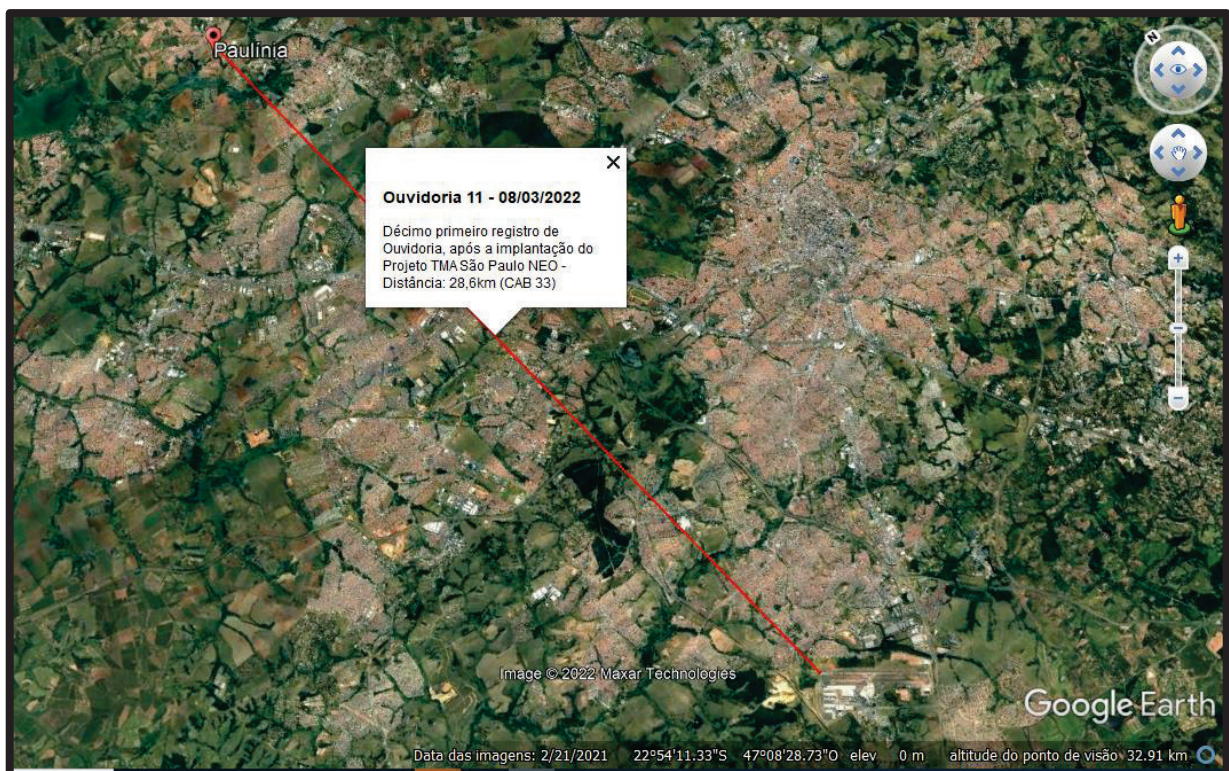 N
Paulínia
Ouvidoria 11 - 08/03/2022
Décimo primeiro registro de
Ouvidoria, após a implantação do
Projeto TMA São Paulo NEO -
Distância: 28,6km (CAB 33)
Image © 2022 Maxar Technologies
Google Earth
Data das imagens: 2/21/2021 22°54'11.33"S 47°08'28.73"O elev 0 m altitude do ponto de visão 32.91 km